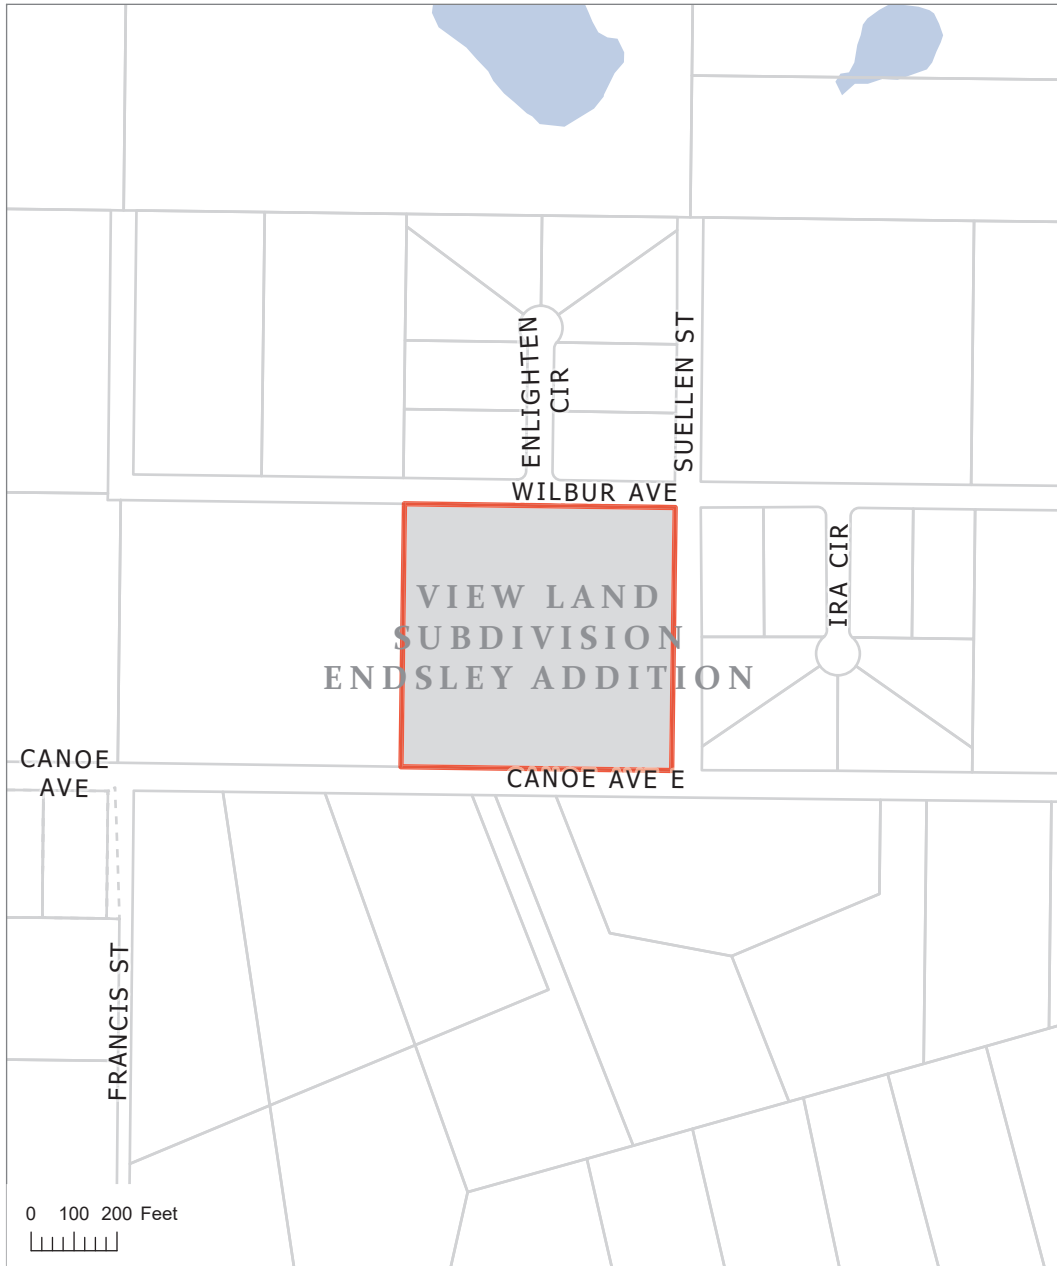 ENLIGHTEN
CIR
SUELLEN ST
WILBUR AVE
IRA CIR
VIEW LAND
SUBDIVISION
ENDSLEY ADDITION
CANOE
AVE
CANOE AVE E
FRANCIS ST
0 100 200 Feet